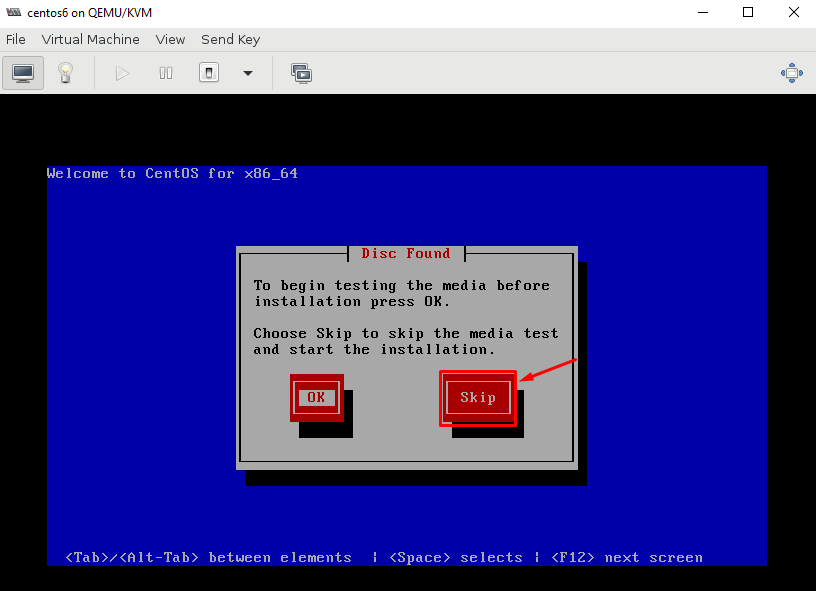 centos6 on QEMU/KVM
File Virtual Machine View Send Key
Welcome to CentOS for x86_64
Disc Found
To begin testing the media before
installation press OK.
Choose Skip to skip the media test
and start the installation.
OK Skip
<Tab>/<Alt-Tab> between elements | <Space> selects | <F12> next screen